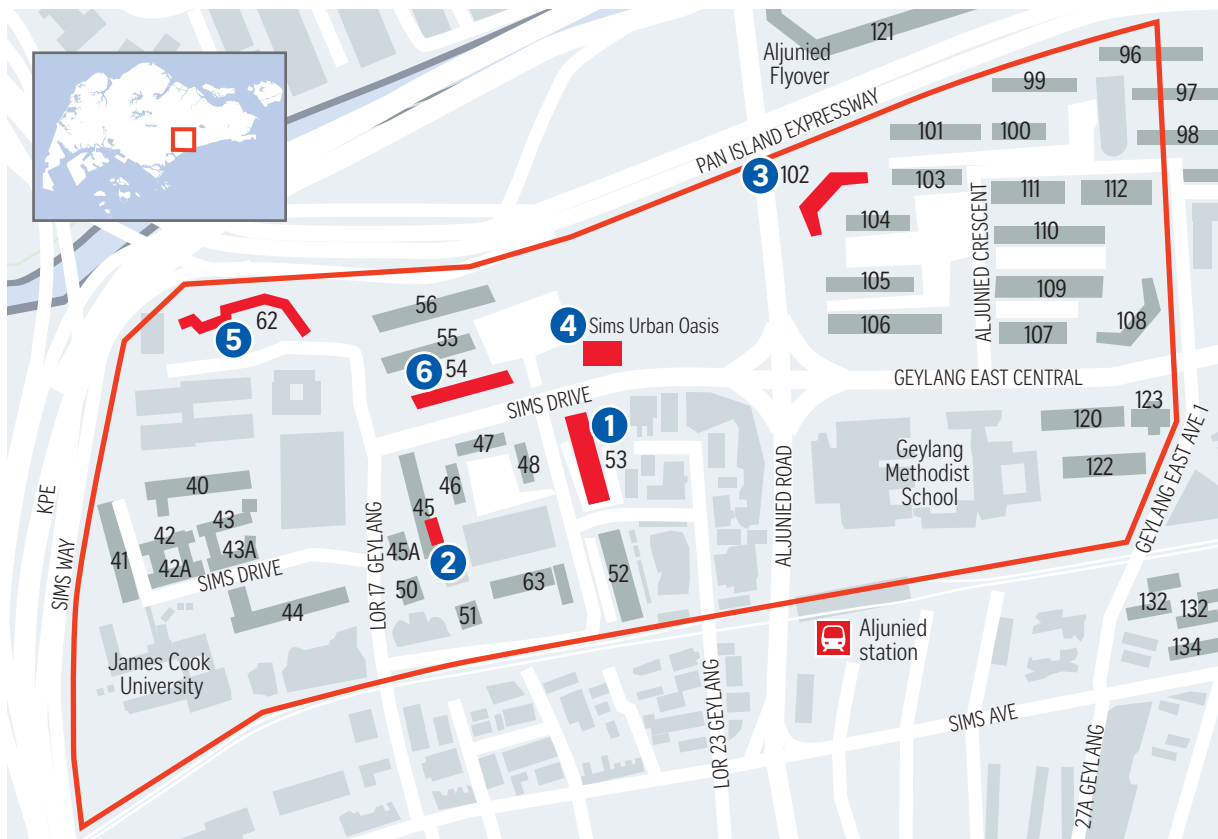 121
Aljunied
Flyover
96
99
97
PAN ISLAND EXPRESSWAY
101
100
98
3
102
103
111
112
104
ALJUNIED CRESCENT
110
105
109
56
62
5
4
Sims Urban Oasis
106
107
108
55
6
54
GEYLANG EAST CENTRAL
SIMS DRIVE
1
123
120
47
53
48
Geylang
Methodist
School
122
GEYLANG EAST AVE 1
ALJUNIED ROAD
40
46
45
KPE
SIMS WAY
LOR 17 GEYLANG
41
42
43
43A
42A
SIMS DRIVE
45A
2
50
63
52
51
44
132
132
134
Aljunied
station
James Cook
University
LOR 23 GEYLANG
SIMS AVE
27A GEYLANG